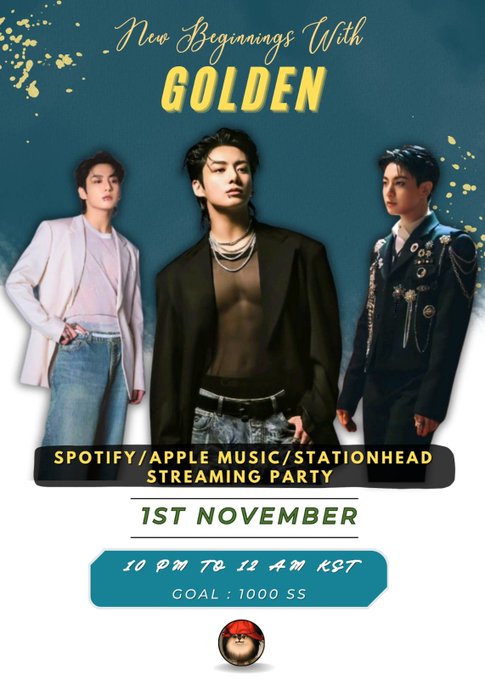 New Beginnings With
GOLDEN
SPOTIFY/APPLE MUSIC/STATIONHEAD
STREAMING PARTY
1ST NOVEMBER
10 PM TO 12 AM KST
GOAL : 1000 SS